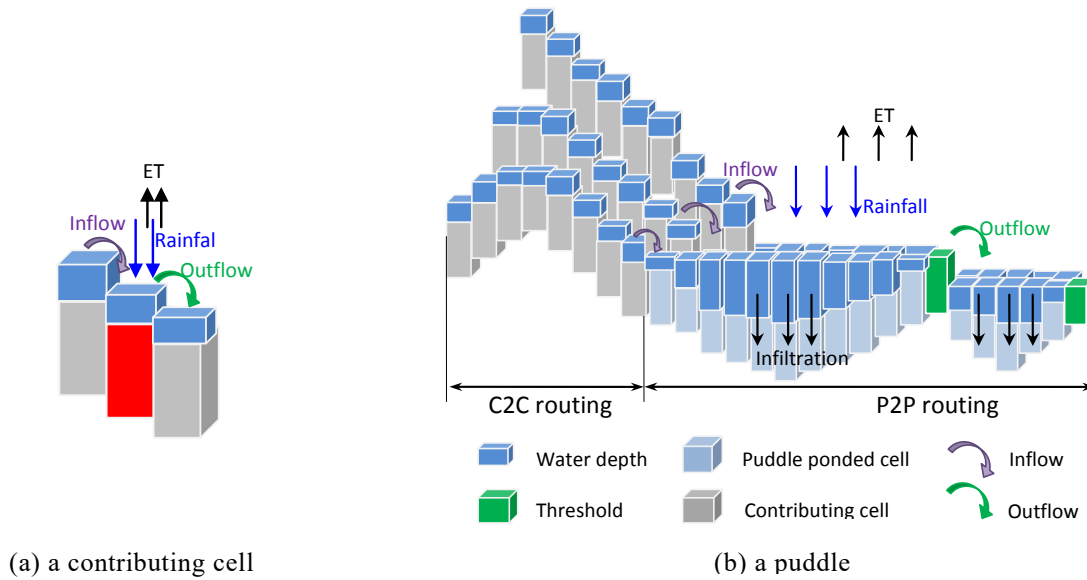 ET
Inflow
Rainfal
Outflow
(a) a contributing cell
ET
Inflow
Rainfall
Outflow
Infiltration
C2C routing
P2P routing
Water depth
Puddle ponded cell
Inflow
Threshold
Contributing cell
Outflow
(b) a puddle